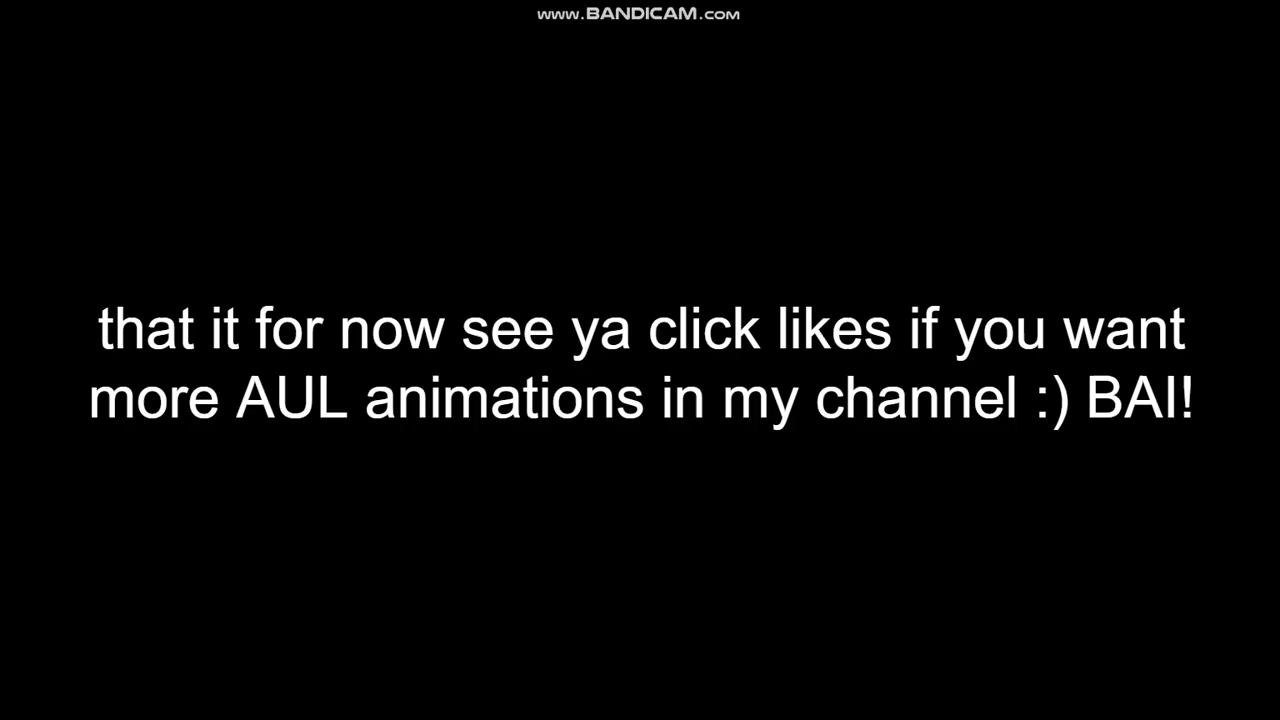 www.BANDICAM.com
that it for now see ya click likes if you want
more AUL animations in my channel :) BAI!